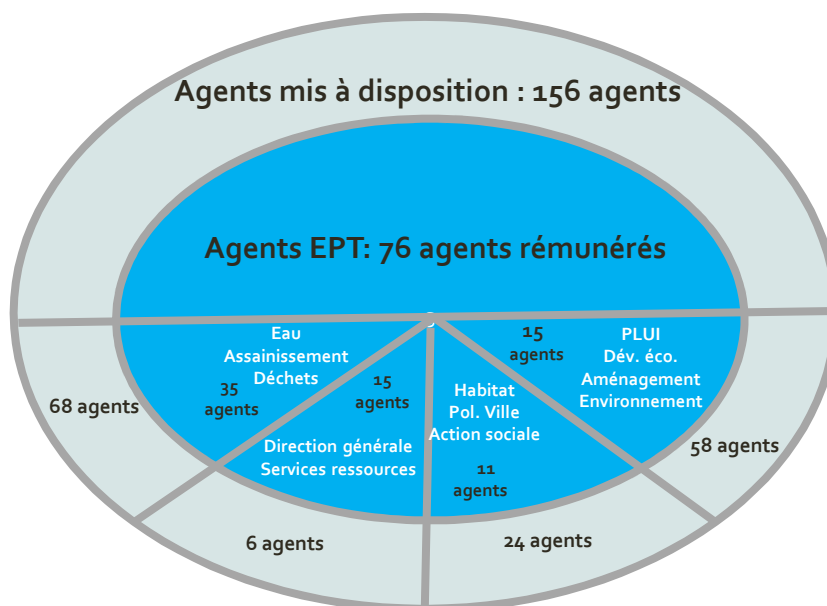 Agents mis à disposition : 156 agents
Agents EPT: 76 agents rémunérés
Eau
Assainissement
Déchets
35
agents
68 agents
15
agents
Direction générale
Services ressources
6 agents
Habitat
Pol. Ville
Action sociale
11
agents
24 agents
15
agents
PLUI
Dév. éco.
Aménagement
Environnement
58 agents